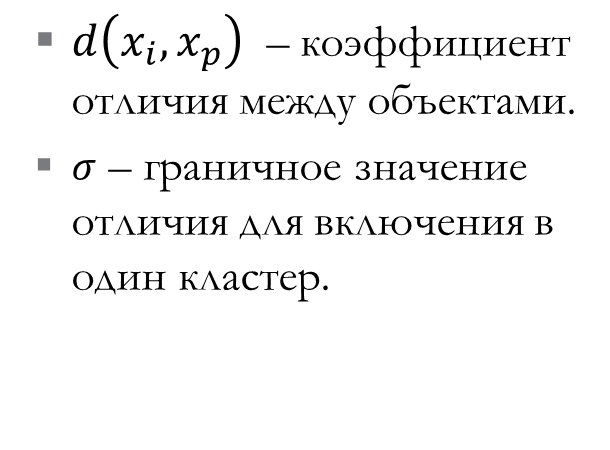 ▪ 𝑑(𝑥ᵢ, 𝑥ₚ) – коэффициент
отличия между объектами.
▪ 𝜎 – граничное значение
отличия для включения в
один кластер.